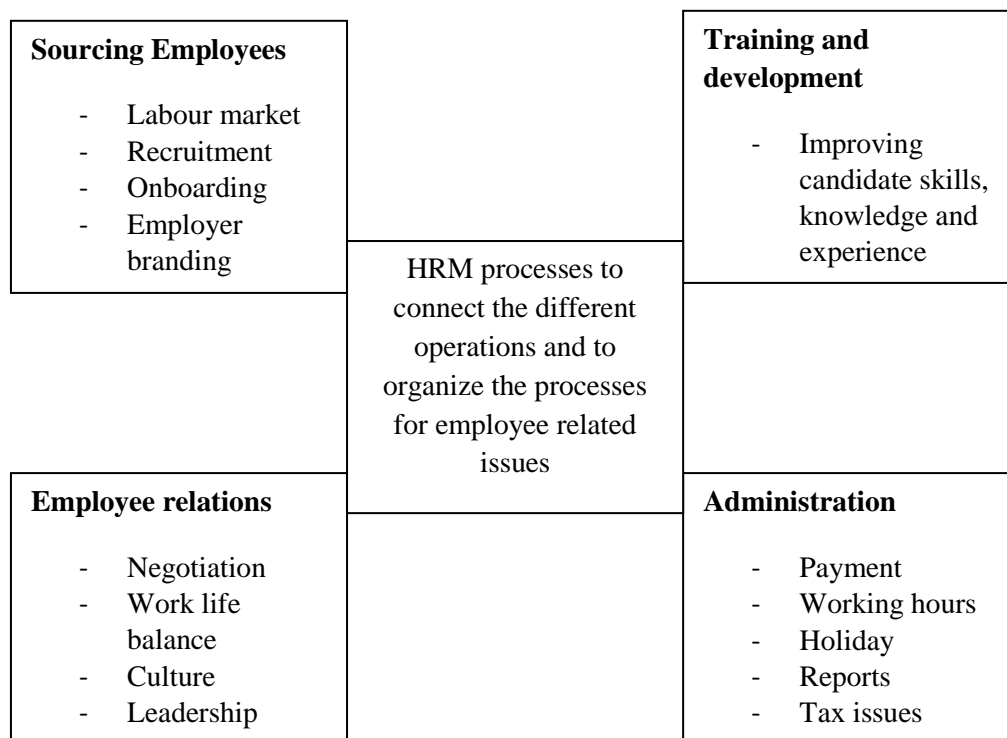 Sourcing Employees
- Labour market
- Recruitment
- Onboarding
- Employer
branding
Training and
development
- Improving
candidate skills,
knowledge and
experience
HRM processes to
connect the different
operations and to
organize the processes
for employee related
issues
Employee relations
- Negotiation
- Work life
balance
- Culture
- Leadership
Administration
- Payment
- Working hours
- Holiday
- Reports
- Tax issues